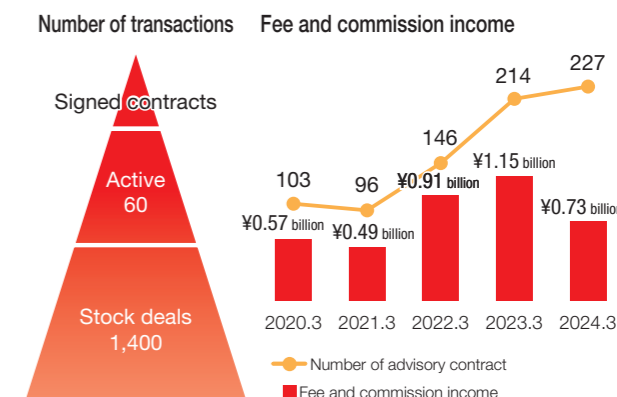 Number of transactions
Signed contracts
Active
60
Stock deals
1,400
Fee and commission income
103
96
146
214
227
¥0.57 billion
¥0.49 billion
¥0.91 billion
¥1.15 billion
¥0.73 billio
2020.3
2021.3
2022.3
2023.3
2024.3
Number of advisory contract
Fee and commission income